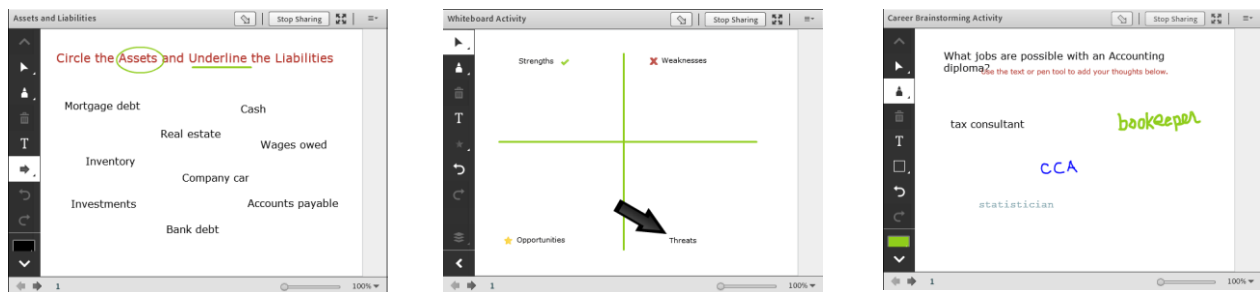 Assets and Liabilities
Stop Sharing
Circle the Assets and Underline the Liabilities
Mortgage debt
Cash
Real estate
Wages owed
Inventory
Company car
Investments
Accounts payable
Bank debt
T
1
100%
Whiteboard Activity
Stop Sharing
Strengths
Weaknesses
T
Opportunities
Threats
1
100%
Career Brainstorming Activity
Stop Sharing
What jobs are possible with an Accounting
diploma?
Use the text or pen tool to add your thoughts below.
tax consultant
bookeeper
T
CCA
statistician
1
100%